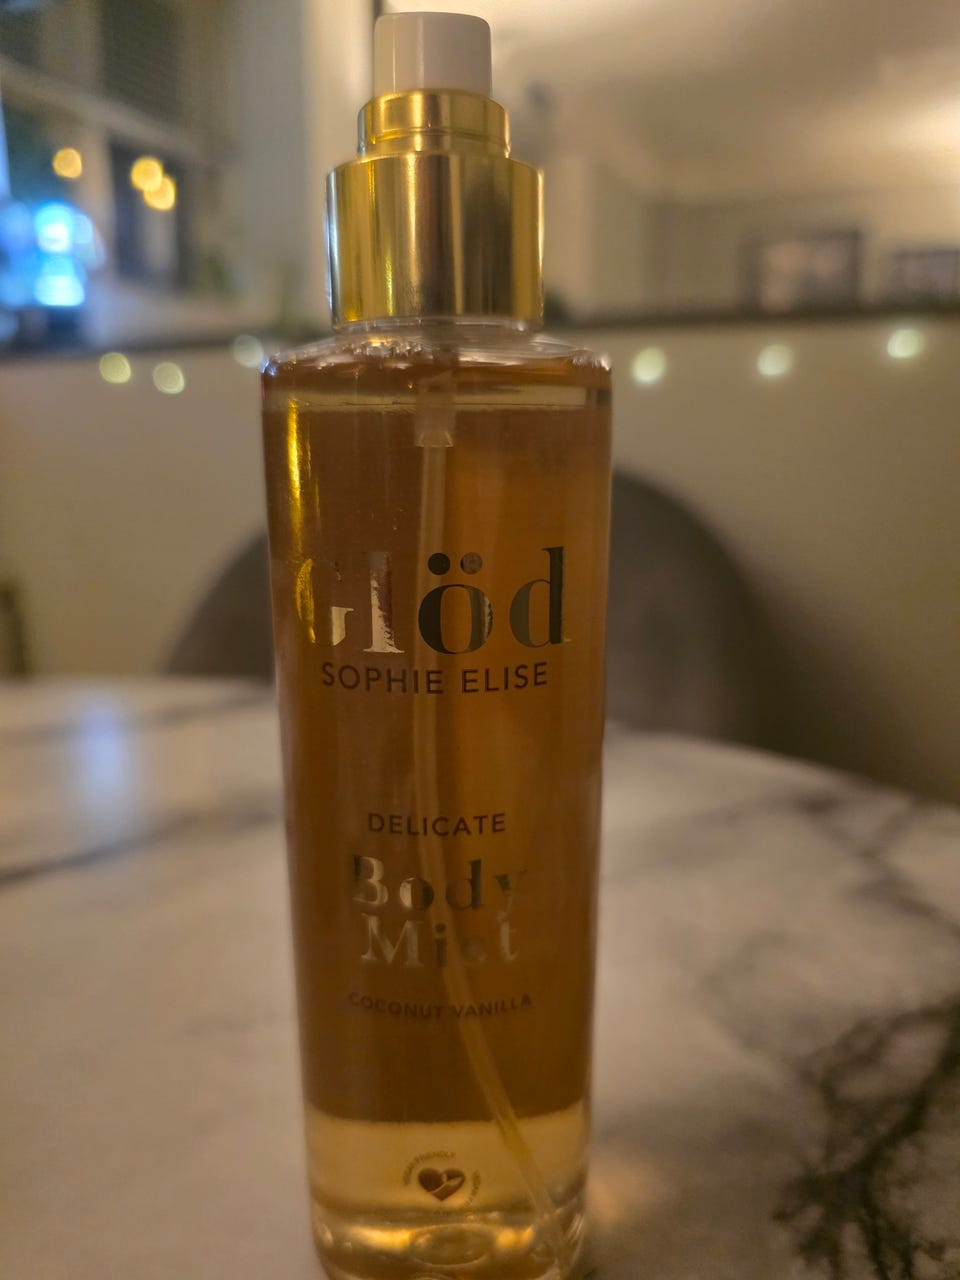 Glöd
SOPHIE ELISE
DELICATE
Body
Mist
COCONUT VANILLA